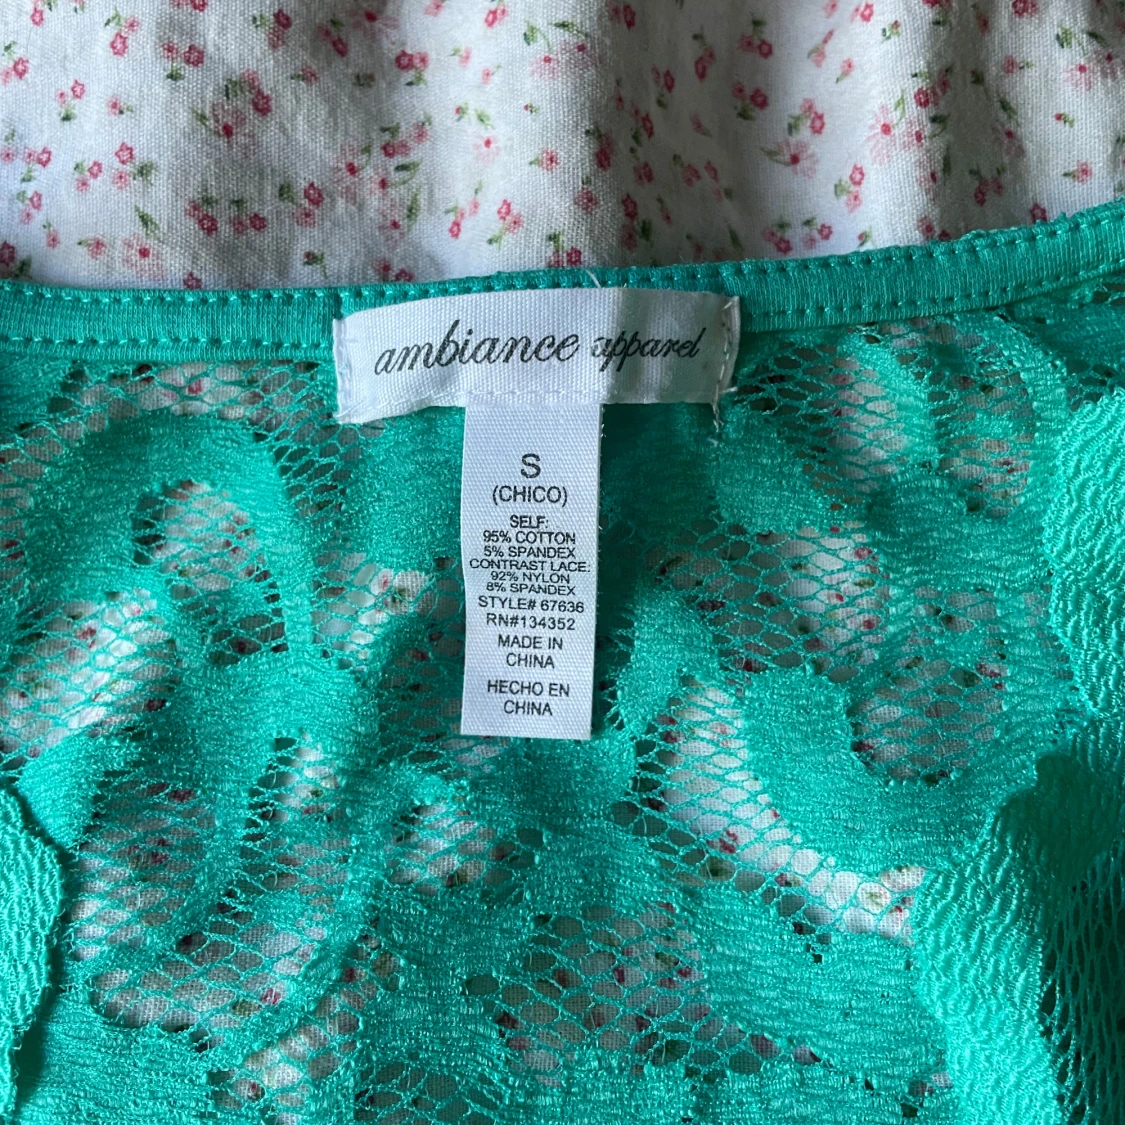 ambiance apparel
S
(CHICO)
SELF:
95% COTTON
5% SPANDEX
CONTRAST LACE:
92% NYLON
8% SPANDEX
STYLE# 67636
RN#134352
MADE IN
CHINA
HECHO EN
CHINA